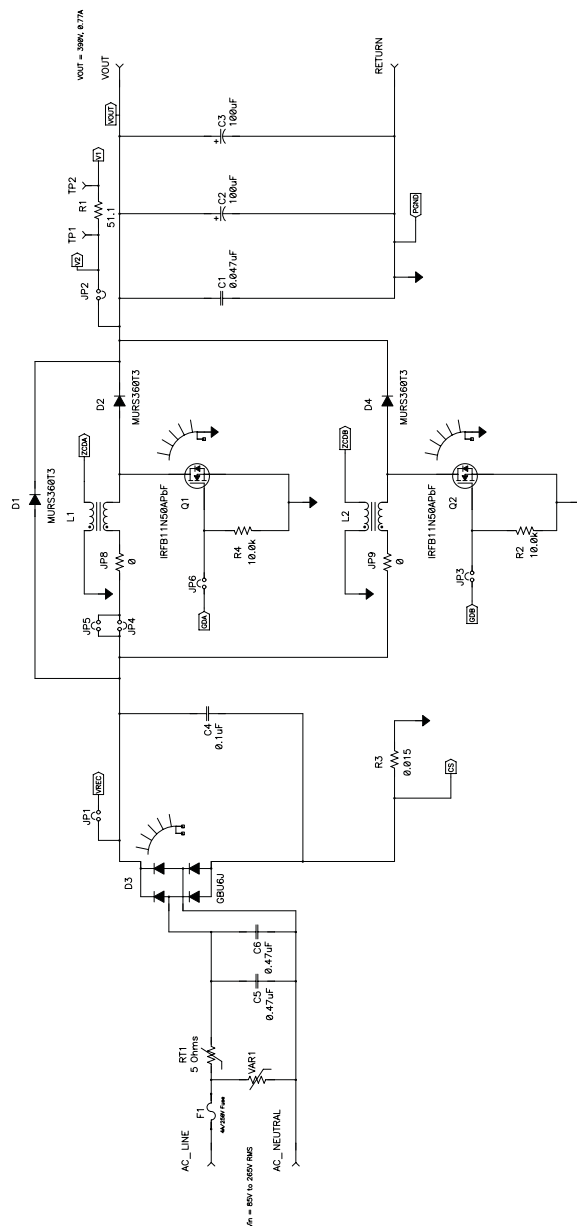 VOUT = 390V, 0.77A
VOUT
RETURN
VOUT
C3
100uF
C2
100uF
C1
0.047uF
PGND
V1
TP2
R1
51.1
TP1
V2
JP2
D1
MURS360T3
D2
MURS360T3
D4
MURS360T3
ZCDA
L1
Q1
IRFB11N50APbF
R4
10.0k
JP8
0
JP6
GDA
JP5
JP4
ZCDB
L2
Q2
IRFB11N50APbF
R2
10.0k
JP9
0
JP3
GDB
C4
0.1uF
R3
0.015
CS
VREC
JP1
D3
GBU6J
C6
0.47uF
C5
0.47uF
RT1
5 Ohms
VAR1
F1
4A/250V Fuse
AC_LINE
AC_NEUTRAL
in = 85V to 265V RMS